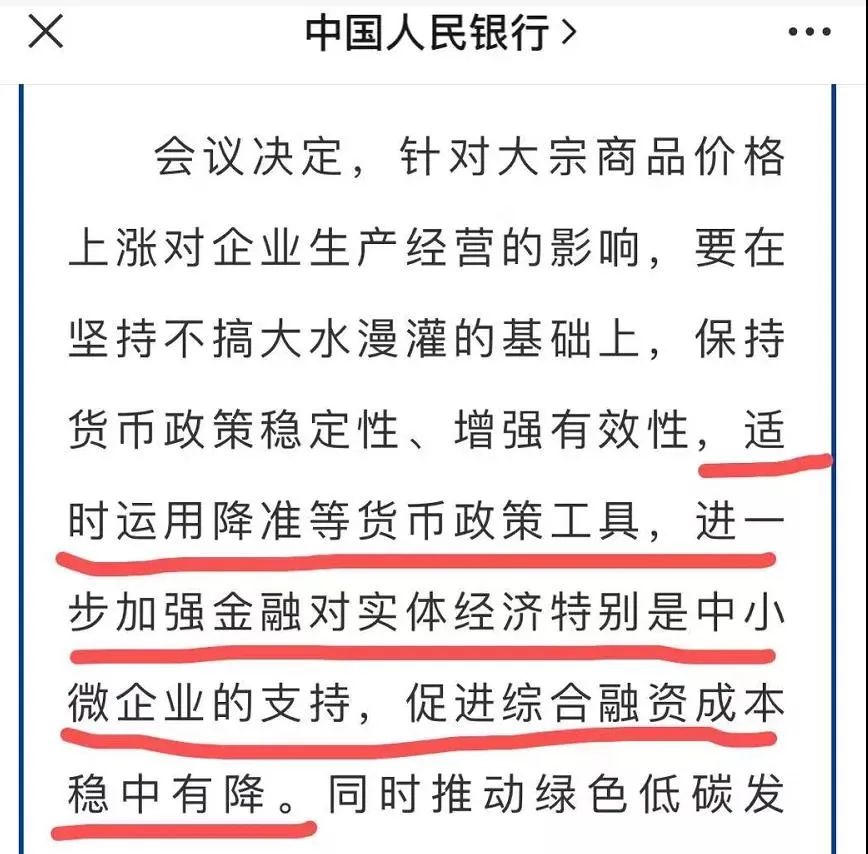 中国人民银行
会议决定，针对大宗商品价格
上涨对企业生产经营的影响，要在
坚持不搞大水漫灌的基础上，保持
货币政策稳定性、增强有效性，适
时运用降准等货币政策工具，进一
步加强金融对实体经济特别是中小
微企业的支持，促进综合融资成本
稳中有降。同时推动绿色低碳发